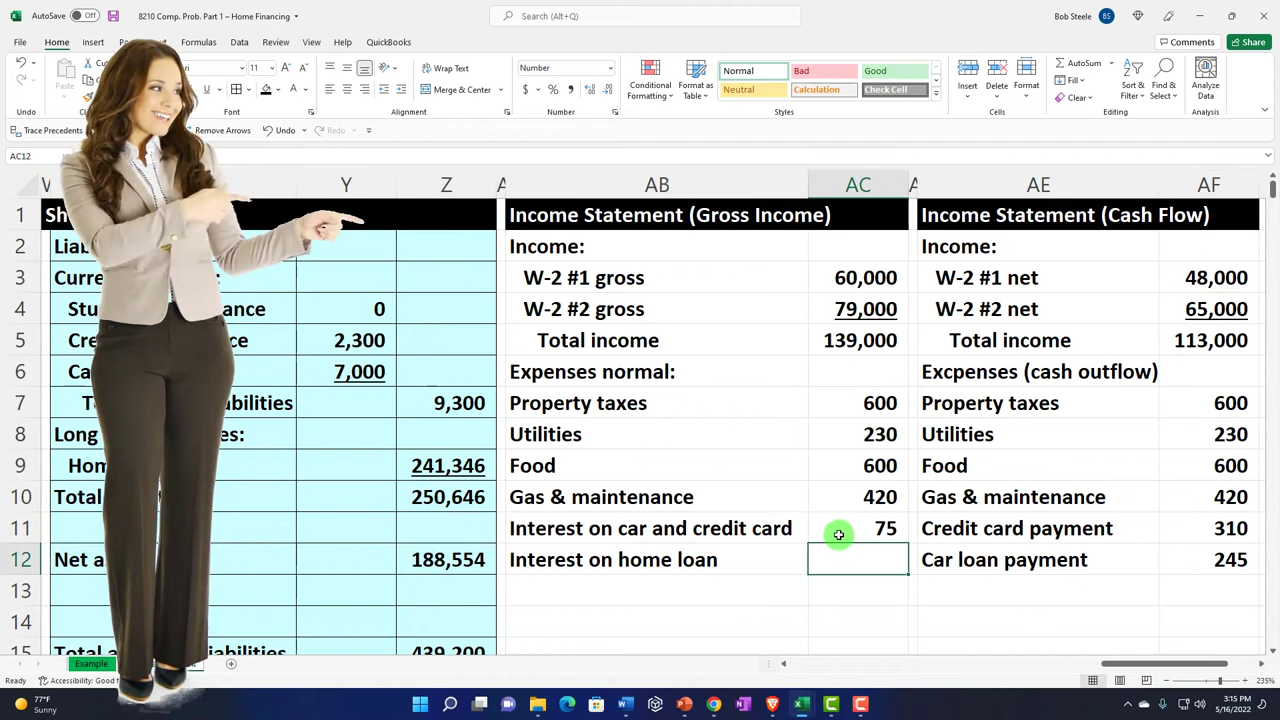 AutoSave Off 8210 Comp. Prob. Part 1 – Home Financing Search (Alt+Q) Bob Steele BS
File Home Insert Formulas Data Review View Help QuickBooks Comments Share
11 Wrap Text Number Normal Bad Good AutoSum
Paste Merge & Center Conditional Formatting Format as Table Neutral Calculation Check Cell Insert Delete Format Fill Clear Sort & Filter Find & Select Analyze Data
Undo Font Alignment Number Styles Cells Editing Analysis
Trace Precedents Remove Arrows Undo Redo
AC12
W Y Z A AB AC A AE AF
1 Income Statement (Gross Income) Income Statement (Cash Flow)
2 Income: Income:
3 W-2 #1 gross 60,000 W-2 #1 net 48,000
4 0 W-2 #2 gross 79,000 W-2 #2 net 65,000
5 2,300 Total income 139,000 Total income 113,000
6 7,000 Expenses normal: Excpenses (cash outflow)
7 9,300 Property taxes 600 Property taxes 600
8 Utilities 230 Utilities 230
9 241,346 Food 600 Food 600
10 Total 250,646 Gas & maintenance 420 Gas & maintenance 420
11 Interest on car and credit card 75 Credit card payment 310
12 188,554 Interest on home loan Car loan payment 245
13
14
15 439,200
Example
Ready 235%
77°F
Sunny
3:15 PM
5/16/2022